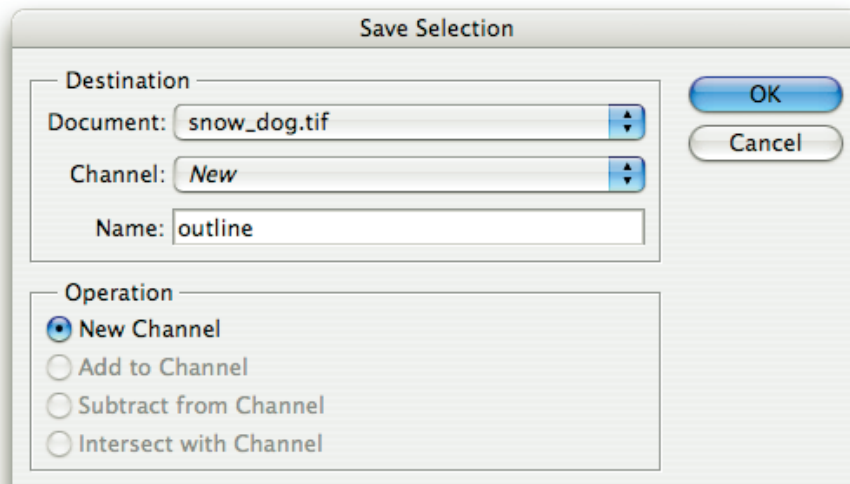 Save Selection
Destination
Document: snow_dog.tif
Channel: New
Name: outline
OK
Cancel
Operation
New Channel
Add to Channel
Subtract from Channel
Intersect with Channel